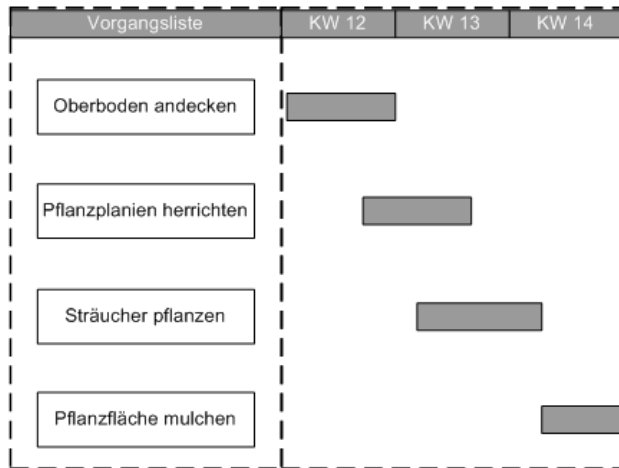 Vorgangsliste KW 12 KW 13 KW 14
Oberboden andecken
Pflanzplanien herrichten
Sträucher pflanzen
Pflanzfläche mulchen